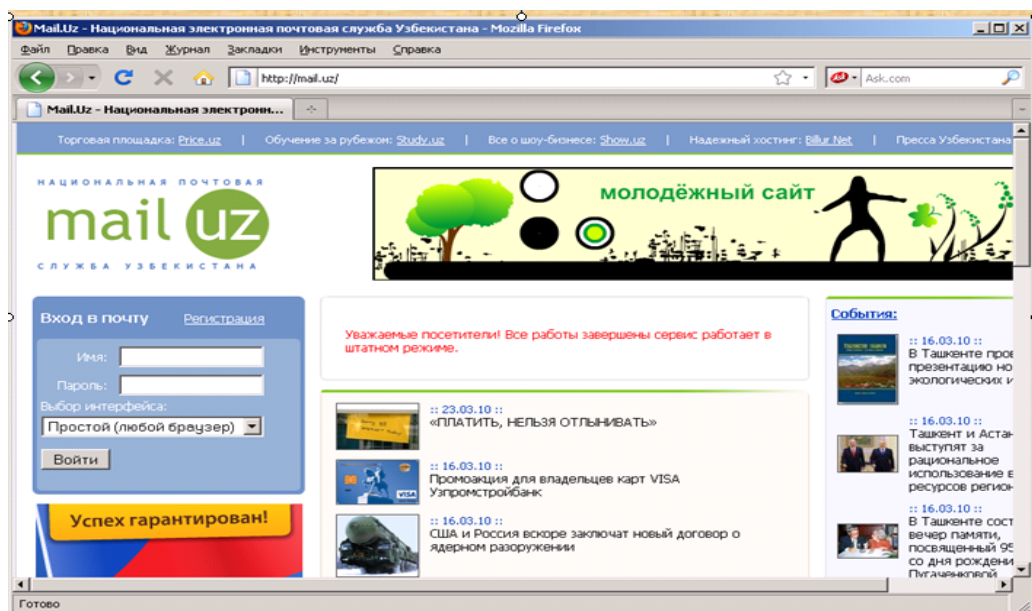 Mail.Uz - Национальная электронная почтовая служба Узбекистана - Mozilla Firefox
Файл Правка Вид Журнал Закладки Инструменты Справка
http://mail.uz/
Ask.com
Mail.Uz - Национальная электронн...
Торговая площадка: Price.uz | Обучение за рубежом: Study.uz | Все о шоу-бизнесе: Show.uz | Надежный хостинг: Billur Net | Пресса Узбекистана
НАЦИОНАЛЬНАЯ ПОЧТОВАЯ
mail uz
СЛУЖБА УЗБЕКИСТАНА
молодёжный сайт
Вход в почту Регистрация
Имя:
Пароль:
Выбор интерфейса:
Простой (любой браузер)
Войти
Успех гарантирован!
Уважаемые посетители! Все работы завершены сервис работает в
штатном режиме.
:: 23.03.10 ::
«ПЛАТИТЬ, НЕЛЬЗЯ ОТЛЫНИВАТЬ»
:: 16.03.10 ::
Промоакция для владельцев карт VISA
Узпромстройбанк
VISA
:: 16.03.10 ::
США и Россия вскоре заключат новый договор о
ядерном разоружении
События:
:: 16.03.10 ::
В Ташкенте про
презентацию но
экологических и
:: 16.03.10 ::
Ташкент и Астан
выступят за
рациональное
использование в
ресурсов регион
:: 16.03.10 ::
В Ташкенте сост
вечер памяти,
посвященный 95
со дня рождени
Пугаченковой
Готово